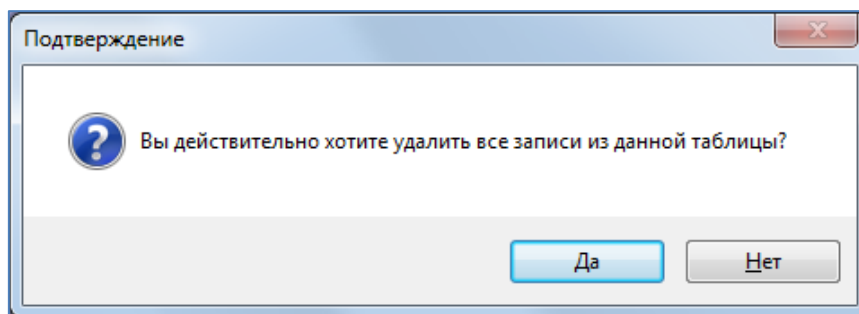 Подтверждение
Вы действительно хотите удалить все записи из данной таблицы?
Да
Нет